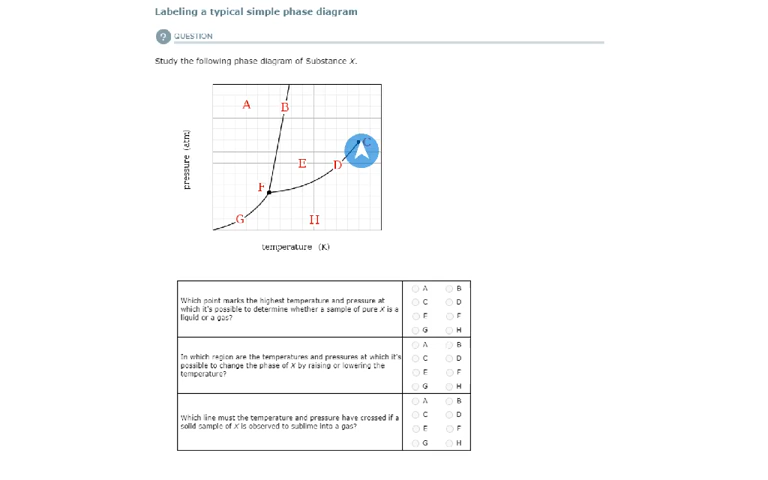 Labeling a typical simple phase diagram
? QUESTION
Study the following phase diagram of Substance X.
A
B
C
E
D
F
G
H
pressure (atm)
temperature (K)
Which point marks the highest temperature and pressure at
which it's possible to determine whether a sample of pure X is a
liquid or a gas?
A B
C D
E F
G H
In which region are the temperatures and pressures at which it's
possible to change the phase of X by raising or lowering the
temperature?
A B
C D
E F
G H
Which line must the temperature and pressure have crossed if a
solid sample of X is observed to sublime into a gas?
A B
C D
E F
G H